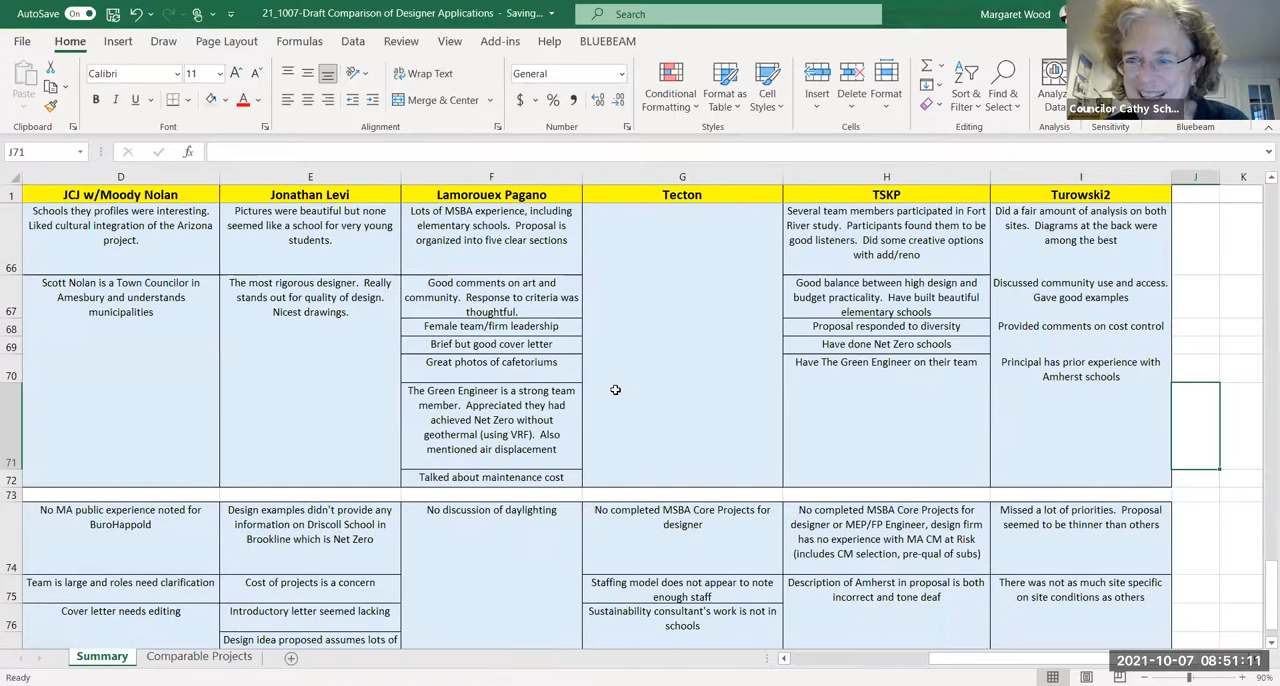 AutoSave On 21_1007-Draft Comparison of Designer Applications - Saving... Search Margaret Wood
File Home Insert Draw Page Layout Formulas Data Review View Add-ins Help BLUEBEAM
Paste Calibri 11 Wrap Text General Conditional Formatting Format as Table Cell Styles Insert Delete Format Sort & Filter Find & Select
B I U Merge & Center
Clipboard Font Alignment Number Styles Cells Editing Analysis Sensitivity Bluebeam
Councilor Cathy Sch...
J71 fx
D E F G H I J K
1 JCJ w/Moody Nolan Jonathan Levi Lamorouex Pagano Tecton TSKP Turowski2
66
Schools they profiles were interesting.
Liked cultural integration of the Arizona
project.
Pictures were beautiful but none
seemed like a school for very young
students.
Lots of MSBA experience, including
elementary schools. Proposal is
organized into five clear sections
Several team members participated in Fort
River study. Participants found them to be
good listeners. Did some creative options
with add/reno
Did a fair amount of analysis on both
sites. Diagrams at the back were
among the best
67
Scott Nolan is a Town Councilor in
Amesbury and understands
municipalities
The most rigorous designer. Really
stands out for quality of design.
Nicest drawings.
Good comments on art and
community. Response to criteria was
thoughtful.
Good balance between high design and
budget practicality. Have built beautiful
elementary schools
Discussed community use and access.
Gave good examples
68
Female team/firm leadership
Proposal responded to diversity
Provided comments on cost control
69
Brief but good cover letter
Have done Net Zero schools
70
Great photos of cafetoriums
Have The Green Engineer on their team
Principal has prior experience with
Amherst schools
71
The Green Engineer is a strong team
member. Appreciated they had
achieved Net Zero without
geothermal (using VRF). Also
mentioned air displacement
72
Talked about maintenance cost
73
74
No MA public experience noted for
BuroHappold
Design examples didn't provide any
information on Driscoll School in
Brookline which is Net Zero
No discussion of daylighting
No completed MSBA Core Projects for
designer
No completed MSBA Core Projects for
designer or MEP/FP Engineer, design firm
has no experience with MA CM at Risk
(includes CM selection, pre-qual of subs)
Missed a lot of priorities. Proposal
seemed to be thinner than others
75
Team is large and roles need clarification
Cost of projects is a concern
Staffing model does not appear to note
enough staff
Description of Amherst in proposal is both
incorrect and tone deaf
There was not as much site specific
on site conditions as others
76
Cover letter needs editing
Introductory letter seemed lacking
Sustainability consultant's work is not in
schools
Design idea proposed assumes lots of
Summary Comparable Projects
2021-10-07 08:51:11
Ready 90%